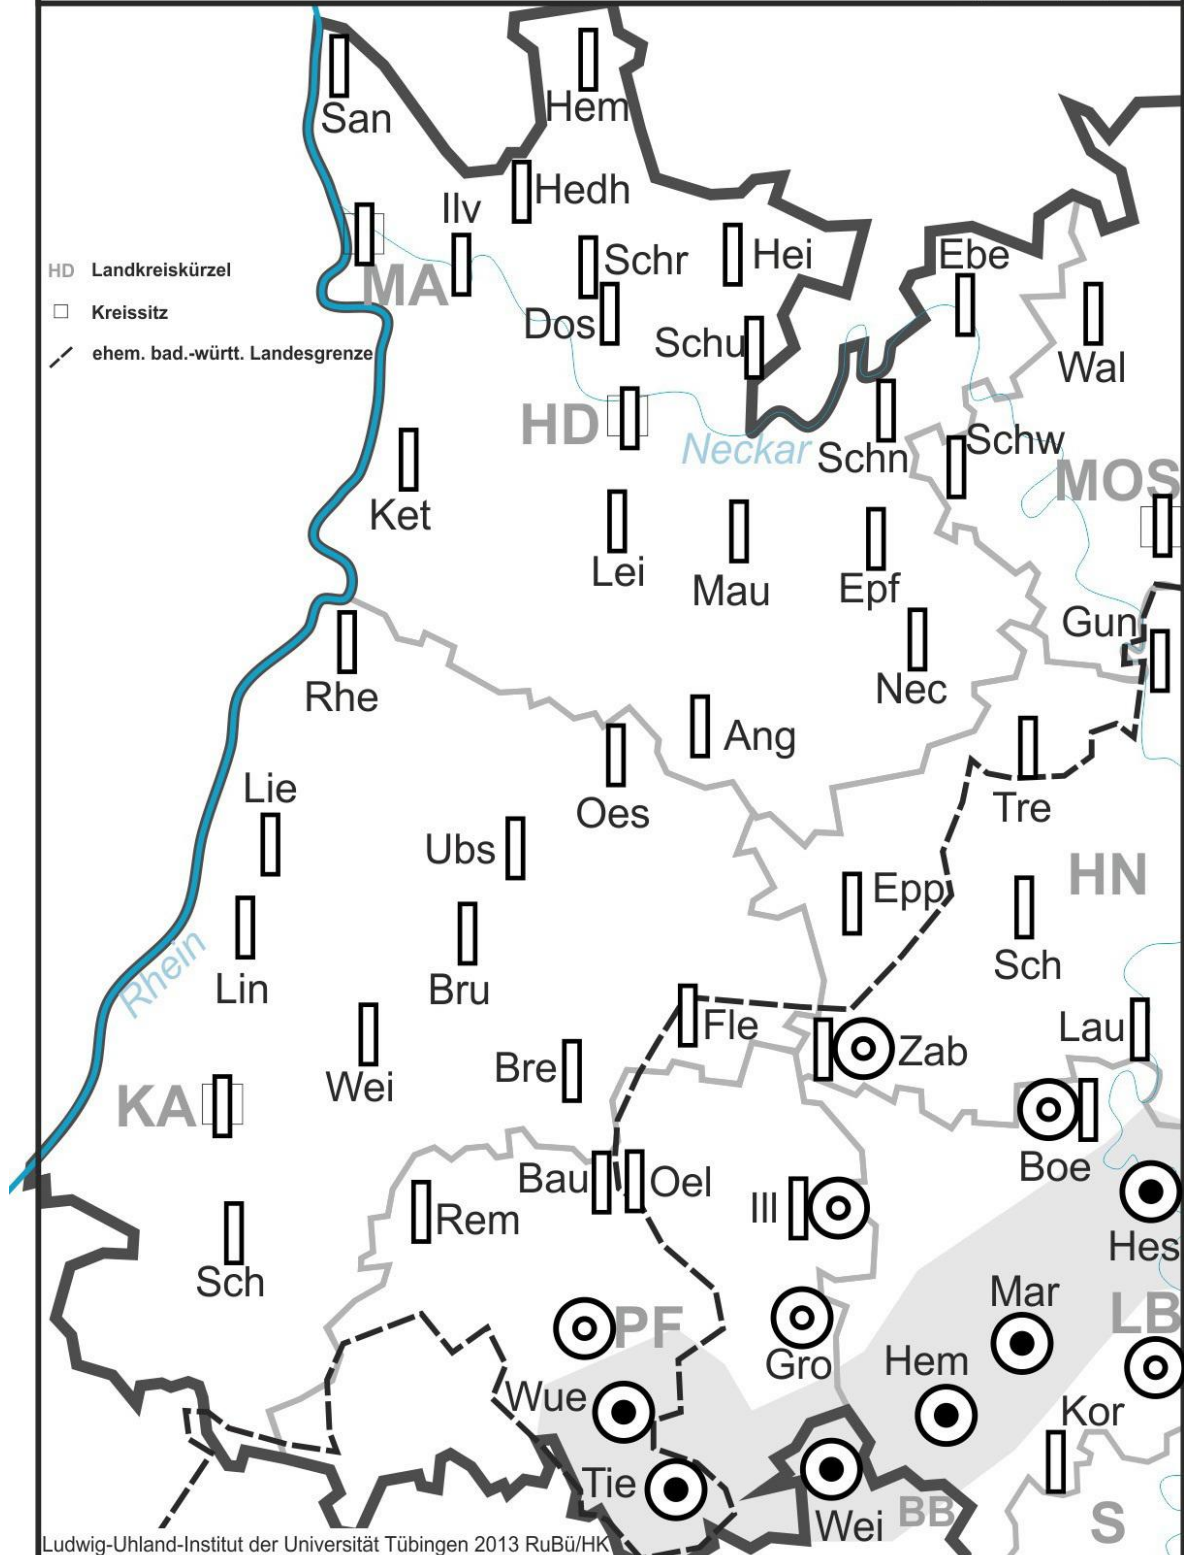 San
Hem
Hedh
Ilv
Schr
Hei
Ebe
HD Landkreiskürzel
MA
Kreissitz
Dos
Schu
ehem. bad.-württ. Landesgrenze
Wal
HD
Neckar
Schn
Schw
MOS
Ket
Lei
Mau
Epf
Gun
Rhe
Nec
Ang
Lie
Oes
Tre
Ubs
HN
Epp
Rhein
Lin
Bru
Sch
Fle
Lau
Zab
Wei
Bre
KA
Boe
Bau
Oel
Ill
Rem
Hes
Sch
Mar
PF
LB
Gro
Hem
Wue
Kor
Tie
BB
Wei
S
Ludwig-Uhland-Institut der Universität Tübingen 2013 RuBü/HK